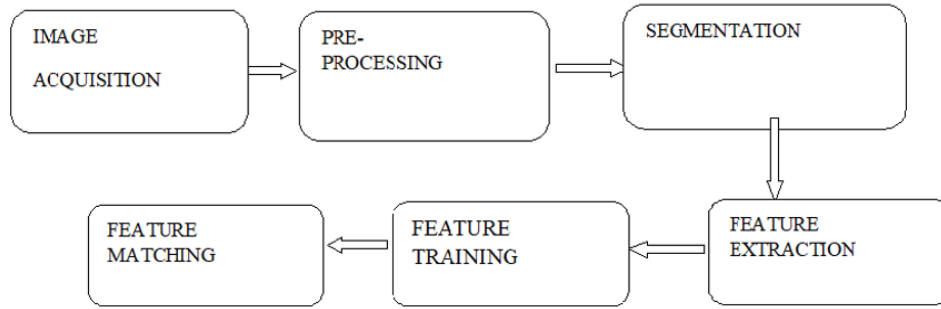 IMAGE
ACQUISITION
PRE-
PROCESSING
SEGMENTATION
FEATURE
EXTRACTION
FEATURE
TRAINING
FEATURE
MATCHING